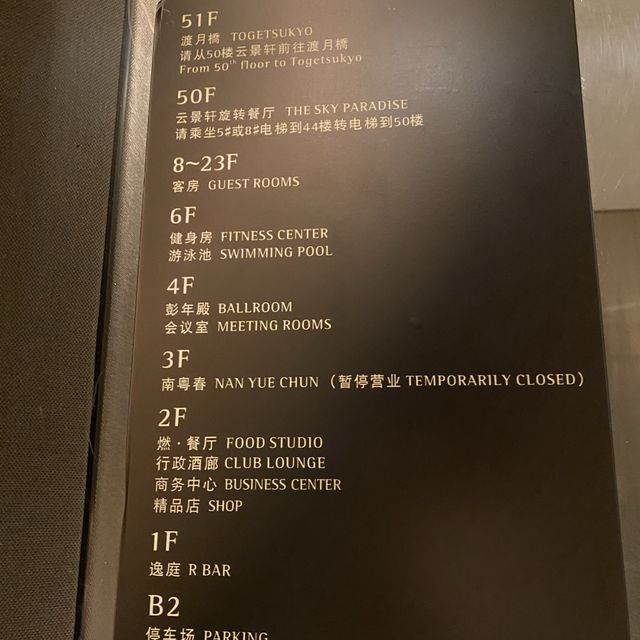 51F
渡月橋 TOGETSUKYO
请从50楼云景轩前往渡月橋
From 50th floor to Togetsukyo
50F
云景轩旋转餐厅 THE SKY PARADISE
请乘坐5#或8#电梯到44楼转电梯到50楼
8~23F
客房 GUEST ROOMS
6F
健身房 FITNESS CENTER
游泳池 SWIMMING POOL
4F
彭年殿 BALLROOM
会议室 MEETING ROOMS
3F
南粤春 NAN YUE CHUN (暂停营业 TEMPORARILY CLOSED)
2F
燃·餐厅 FOOD STUDIO
行政酒廊 CLUB LOUNGE
商务中心 BUSINESS CENTER
精品店 SHOP
1F
逸庭 R BAR
B2
停车场 PARKING